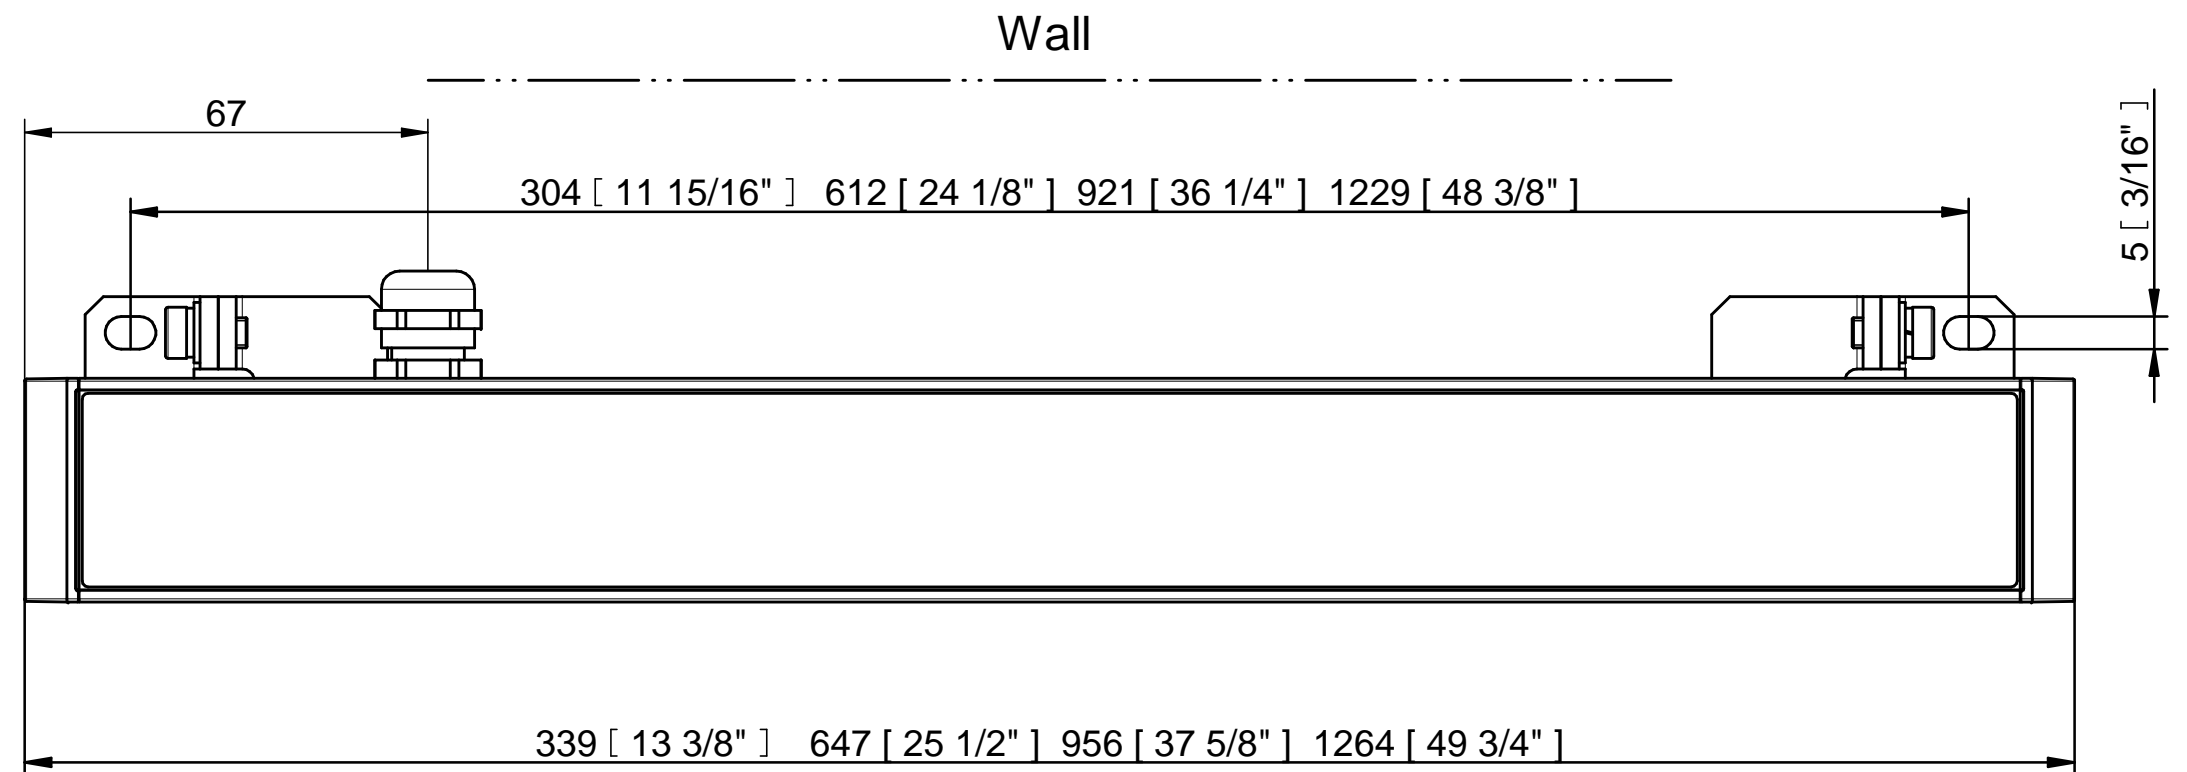 Wall
67
304 [ 11 15/16" ] 612 [ 24 1/8" ] 921 [ 36 1/4" ] 1229 [ 48 3/8" ]
5 [ 3/16" ]
339 [ 13 3/8" ] 647 [ 25 1/2" ] 956 [ 37 5/8" ] 1264 [ 49 3/4" ]